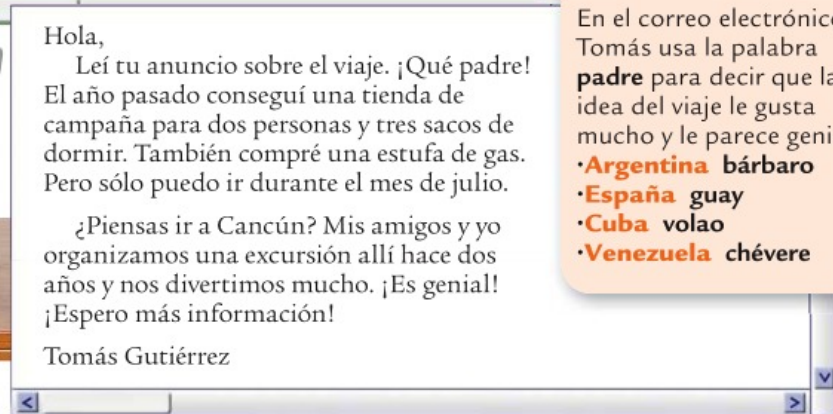 Hola,
Leí tu anuncio sobre el viaje. ¡Qué padre!
El año pasado conseguí una tienda de
campaña para dos personas y tres sacos de
dormir. También compré una estufa de gas.
Pero sólo puedo ir durante el mes de julio.
¿Piensas ir a Cancún? Mis amigos y yo
organizamos una excursión allí hace dos
años y nos divertimos mucho. ¡Es genial!
¡Espero más información!
Tomás Gutiérrez
En el correo
Tomás usa la palabra
padre para decir que
idea del viaje le gusta
mucho y le parece
·Argentina bárbaro
·España guay
·Cuba volao
·Venezuela chévere